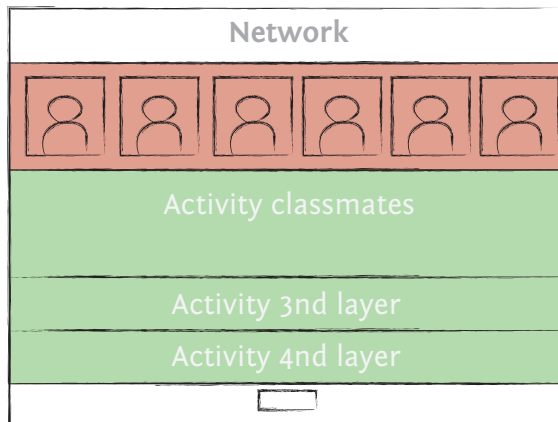 Network
Activity classmates
Activity 3nd layer
Activity 4nd layer